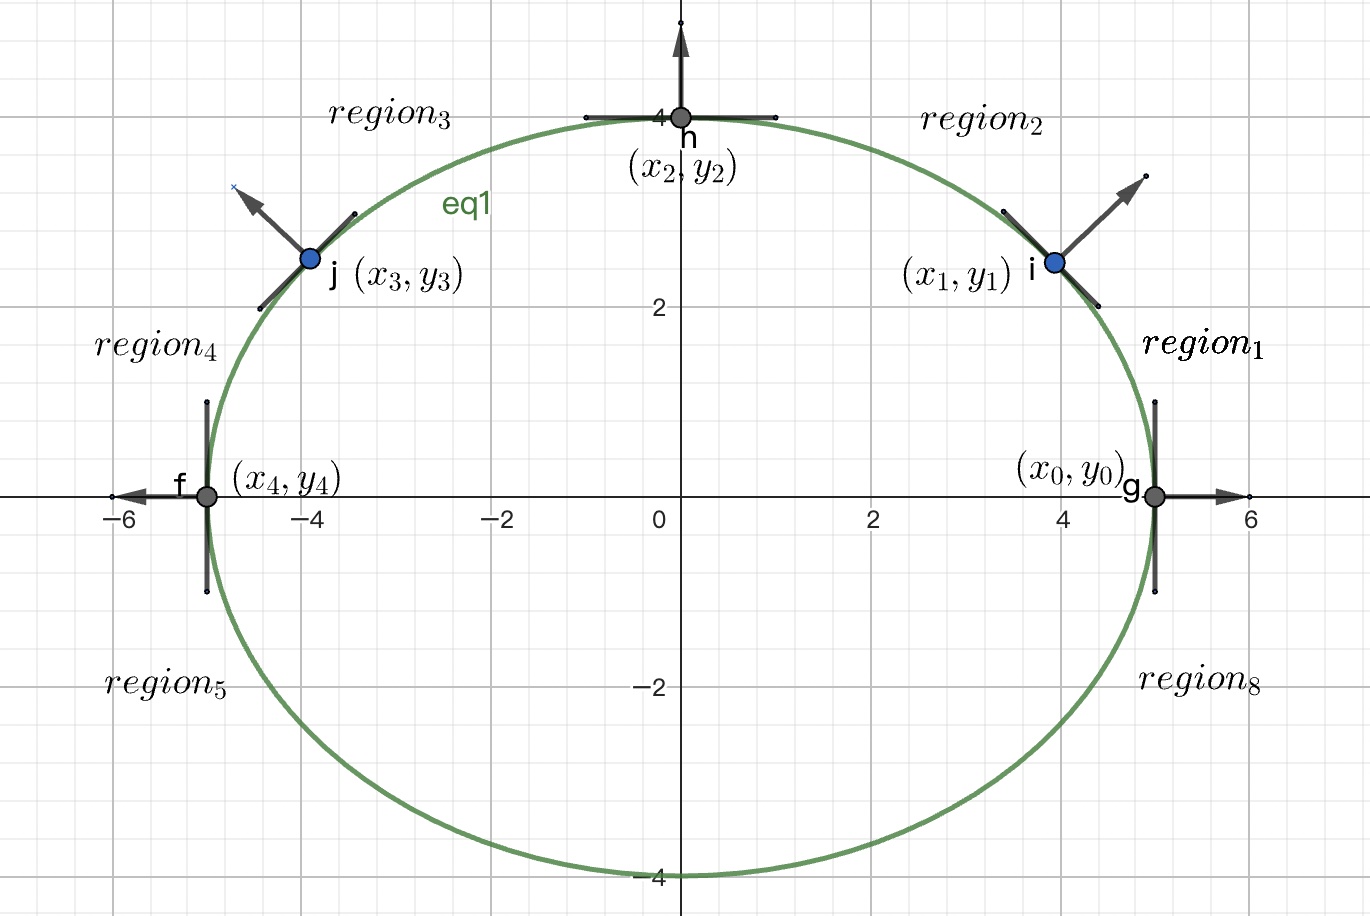 region₃
region₂
4
h
(x₂, y₂)
eq1
j (x₃, y₃)
(x₁, y₁) i
2
region₄
region₁
f (x₄, y₄)
(x₀, y₀) g
−6 −4 −2 0 2 4 6
region₅
−2
region₈
−4